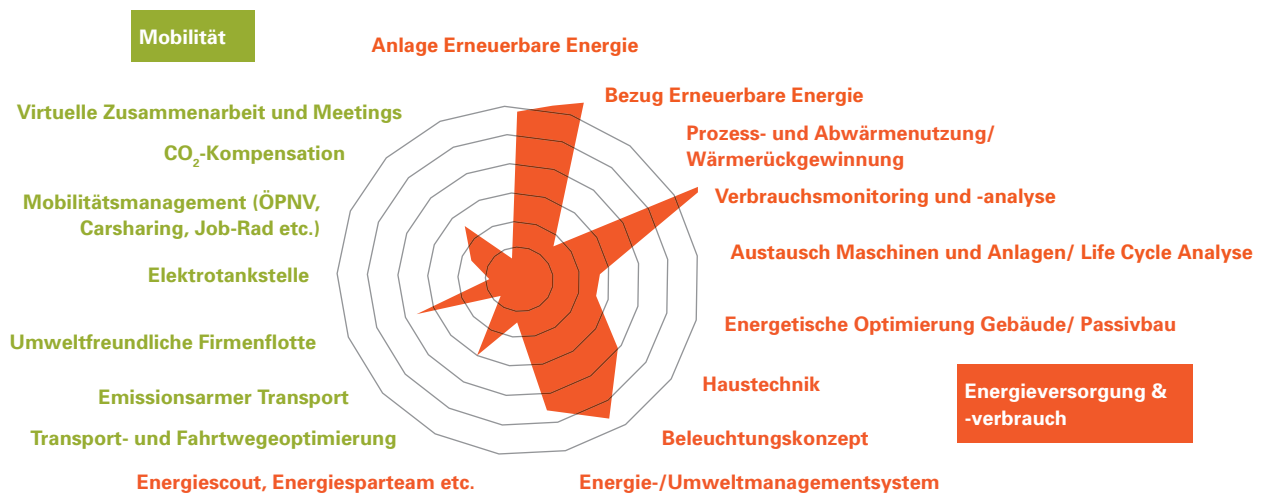 Mobilität
Anlage Erneuerbare Energie
Bezug Erneuerbare Energie
Virtuelle Zusammenarbeit und Meetings
Prozess- und Abwärmenutzung/
Wärmerückgewinnung
CO₂-Kompensation
Verbrauchsmonitoring und -analyse
Mobilitätsmanagement (ÖPNV,
Carsharing, Job-Rad etc.)
Austausch Maschinen und Anlagen/ Life Cycle Analyse
Elektrotankstelle
Energetische Optimierung Gebäude/ Passivbau
Umweltfreundliche Firmenflotte
Haustechnik
Energieversorgung &
-verbrauch
Emissionsarmer Transport
Beleuchtungskonzept
Transport- und Fahrtwegeoptimierung
Energiescout, Energiesparteam etc.
Energie-/Umweltmanagementsystem